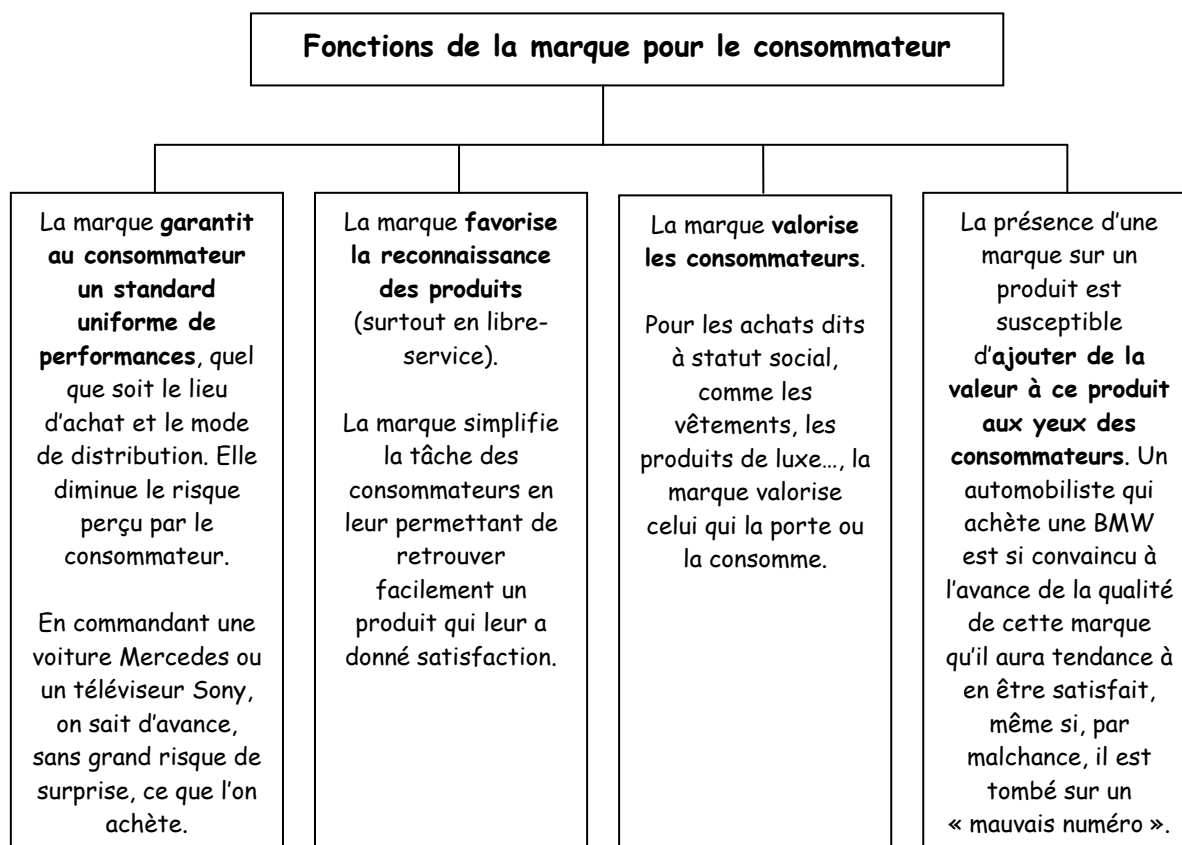 Fonctions de la marque pour le consommateur
La marque garantit
au consommateur
un standard
uniforme de
performances, quel
que soit le lieu
d'achat et le mode
de distribution. Elle
diminue le risque
perçu par le
consommateur.
En commandant une
voiture Mercedes ou
un téléviseur Sony,
on sait d'avance,
sans grand risque de
surprise, ce que l'on
achète.
La marque favorise
la reconnaissance
des produits
(surtout en libre-
service).
La marque simplifie
la tâche des
consommateurs en
leur permettant de
retrouver
facilement un
produit qui leur a
donné satisfaction.
La marque valorise
les consommateurs.
Pour les achats dits
à statut social,
comme les
vêtements, les
produits de luxe…, la
marque valorise
celui qui la porte ou
la consomme.
La présence d'une
marque sur un
produit est
susceptible
d'ajouter de la
valeur à ce produit
aux yeux des
consommateurs. Un
automobiliste qui
achète une BMW
est si convaincu à
l'avance de la qualité
de cette marque
qu'il aura tendance à
en être satisfait,
même si, par
malchance, il est
tombé sur un
« mauvais numéro ».